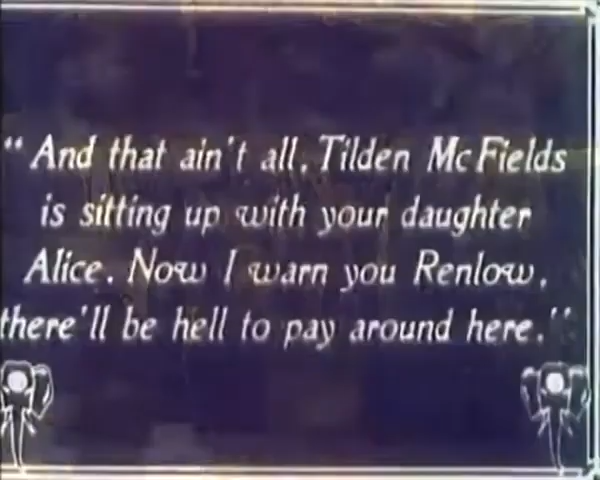 “And that ain't all, Tilden McFields
is sitting up with your daughter
Alice. Now I warn you Renlow,
there'll be hell to pay around here.”